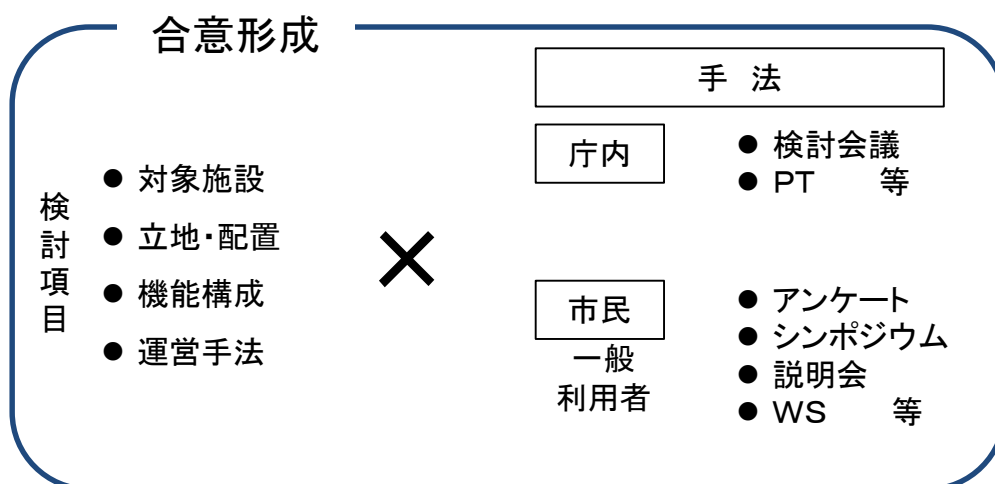 合意形成
検討項目
● 対象施設
● 立地・配置
● 機能構成
● 運営手法
×
手 法
庁内
● 検討会議
● PT 等
市民
一般
利用者
● アンケート
● シンポジウム
● 説明会
● WS 等